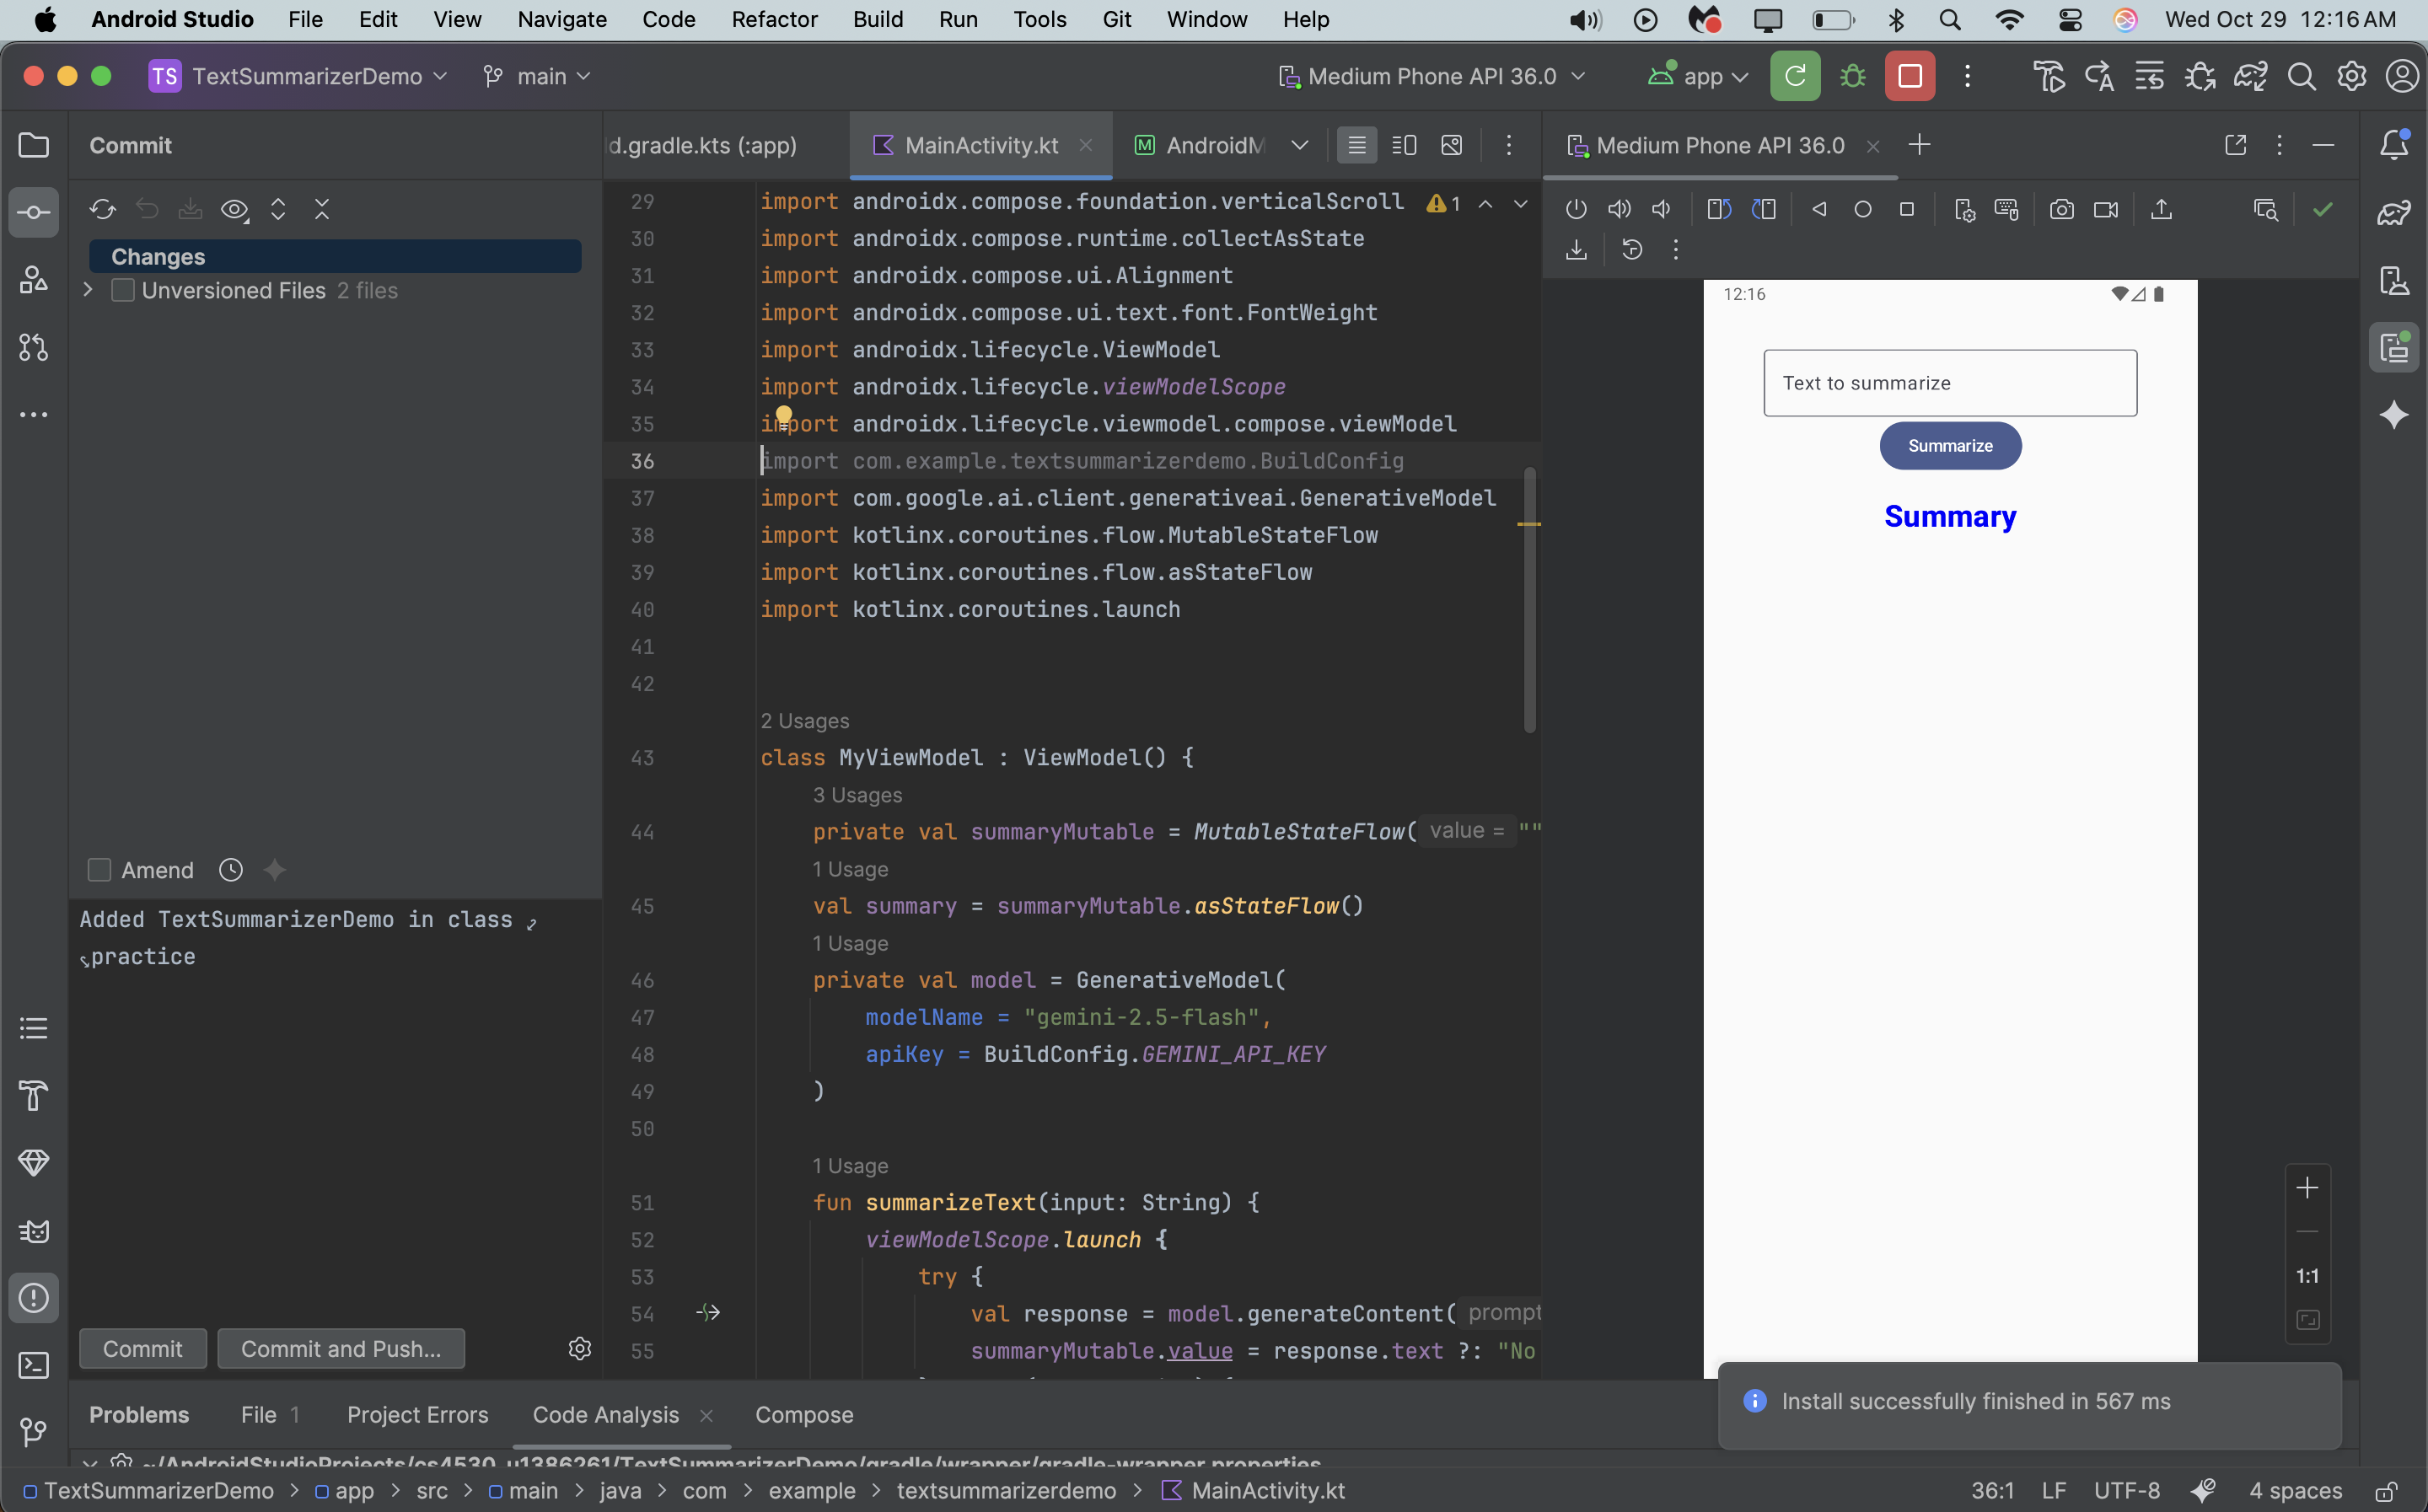 Android Studio File Edit View Navigate Code Refactor Build Run Tools Git Window Help Wed Oct 29 12:16 AM
TS TextSummarizerDemo main Medium Phone API 36.0 app
Commit
d.gradle.kts (:app) MainActivity.kt M AndroidM
Medium Phone API 36.0
Changes
Unversioned Files 2 files
29 import androidx.compose.foundation.verticalScroll 1
30 import androidx.compose.runtime.collectAsState
31 import androidx.compose.ui.Alignment
32 import androidx.compose.ui.text.font.FontWeight
33 import androidx.lifecycle.ViewModel
34 import androidx.lifecycle.viewModelScope
35 import androidx.lifecycle.viewmodel.compose.viewModel
36 import com.example.textsummarizerdemo.BuildConfig
37 import com.google.ai.client.generativeai.GenerativeModel
38 import kotlinx.coroutines.flow.MutableStateFlow
39 import kotlinx.coroutines.flow.asStateFlow
40 import kotlinx.coroutines.launch
41
42
2 Usages
43 class MyViewModel : ViewModel() {
3 Usages
44 private val summaryMutable = MutableStateFlow( value = ""
1 Usage
45 val summary = summaryMutable.asStateFlow()
1 Usage
46 private val model = GenerativeModel(
47 modelName = "gemini-2.5-flash",
48 apiKey = BuildConfig.GEMINI_API_KEY
49 )
50
1 Usage
51 fun summarizeText(input: String) {
52 viewModelScope.launch {
53 try {
54 val response = model.generateContent( prompt
55 summaryMutable.value = response.text ?: "No
12:16
Text to summarize
Summarize
Summary
1:1
Amend
Added TextSummarizerDemo in class
practice
Commit Commit and Push...
Problems File 1 Project Errors Code Analysis Compose
Install successfully finished in 567 ms
~/AndroidStudioProjects/cs4530_u1386261/TextSummarizerDemo/gradle/wrapper/gradle-wrapper.properties
TextSummarizerDemo > app > src > main > java > com > example > textsummarizerdemo > MainActivity.kt 36:1 LF UTF-8 4 spaces